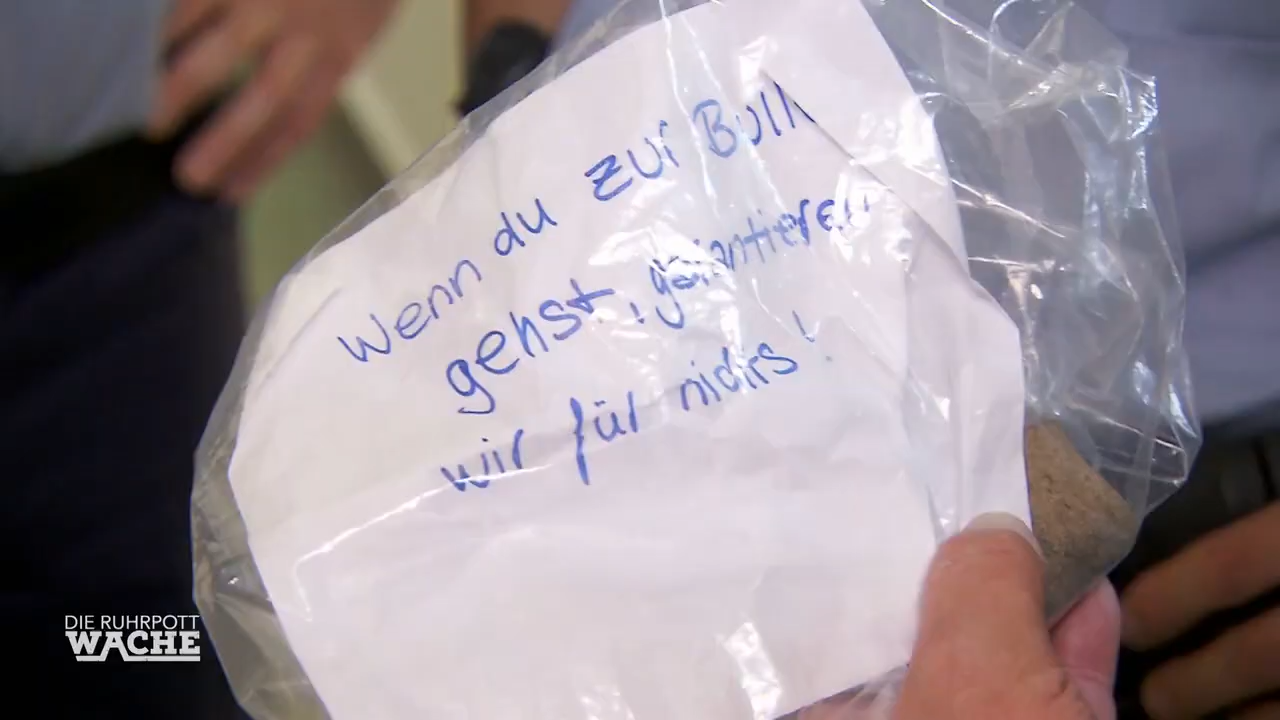 Wenn du zur Bull
gehst, garantieren
wir für nichts!
DIE RUHRPOTT
WACHE